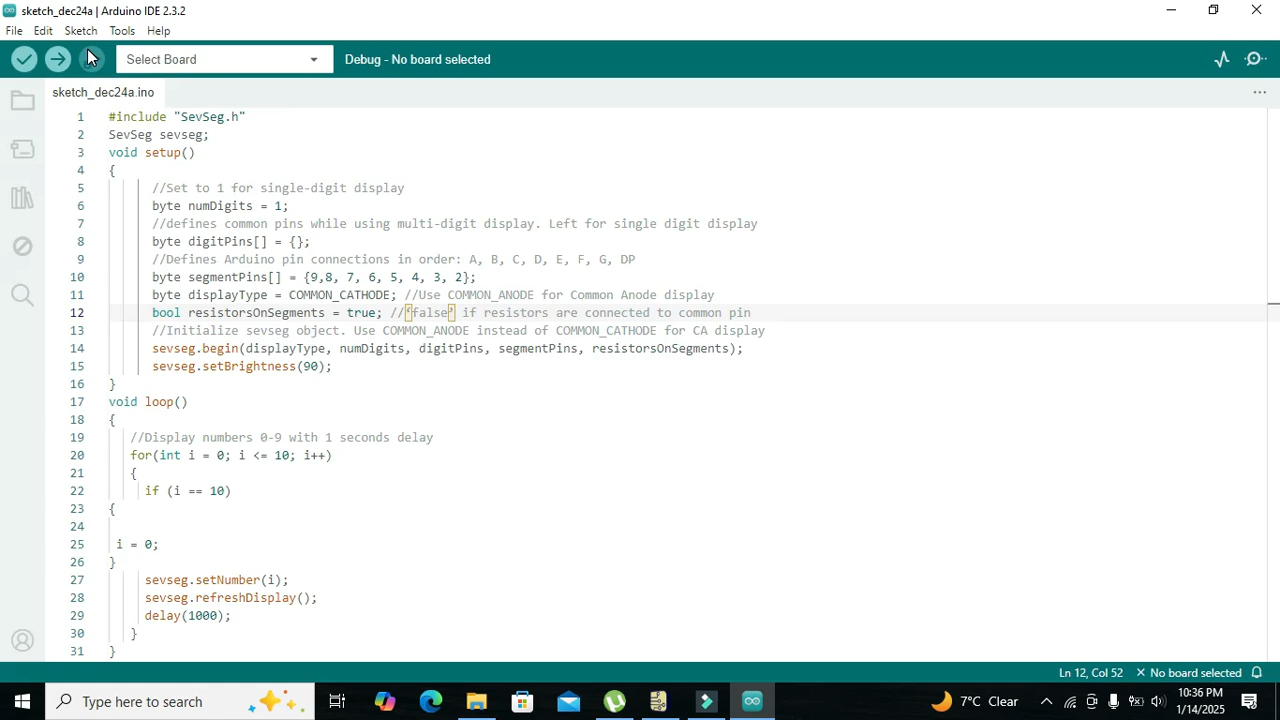 sketch_dec24a | Arduino IDE 2.3.2
File Edit Sketch Tools Help
Select Board Debug - No board selected
sketch_dec24a.ino
1 #include "SevSeg.h"
2 SevSeg sevseg;
3 void setup()
4 {
5 //Set to 1 for single-digit display
6 byte numDigits = 1;
7 //defines common pins while using multi-digit display. Left for single digit display
8 byte digitPins[] = {};
9 //Defines Arduino pin connections in order: A, B, C, D, E, F, G, DP
10 byte segmentPins[] = {9,8, 7, 6, 5, 4, 3, 2};
11 byte displayType = COMMON_CATHODE; //Use COMMON_ANODE for Common Anode display
12 bool resistorsOnSegments = true; //‘false’ if resistors are connected to common pin
13 //Initialize sevseg object. Use COMMON_ANODE instead of COMMON_CATHODE for CA display
14 sevseg.begin(displayType, numDigits, digitPins, segmentPins, resistorsOnSegments);
15 sevseg.setBrightness(90);
16 }
17 void loop()
18 {
19 //Display numbers 0-9 with 1 seconds delay
20 for(int i = 0; i <= 10; i++)
21 {
22 if (i == 10)
23 {
24
25 i = 0;
26 }
27 sevseg.setNumber(i);
28 sevseg.refreshDisplay();
29 delay(1000);
30 }
31 }
Ln 12, Col 52 × No board selected
Type here to search 7°C Clear 10:36 PM
1/14/2025